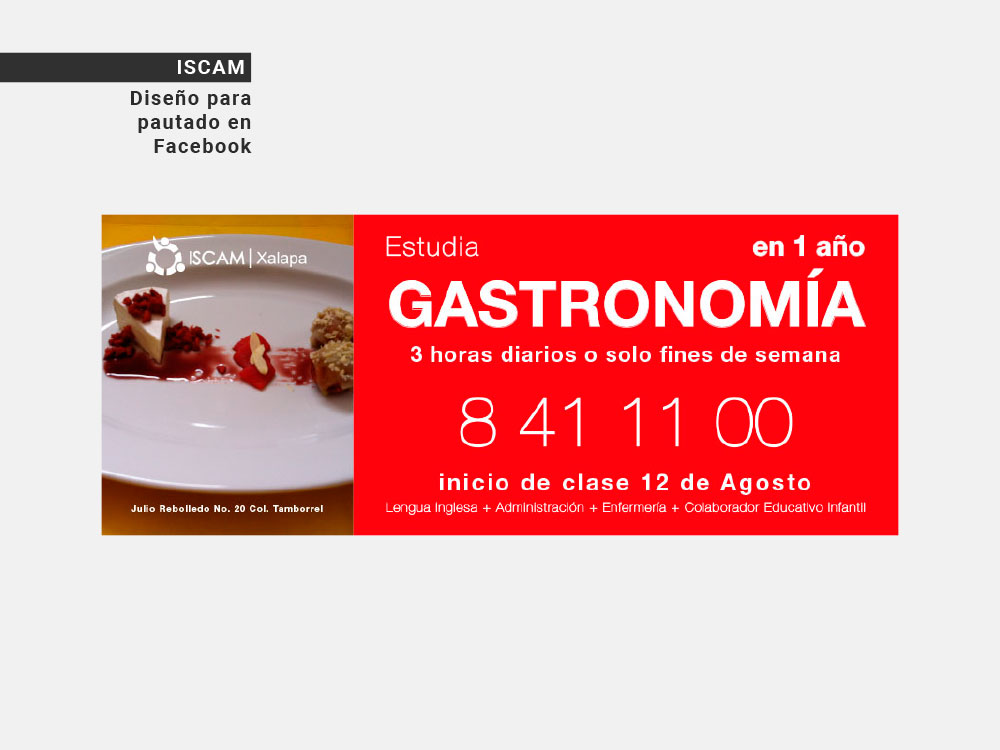 ISCAM
Diseño para
pautado en
Facebook
ISCAM | Xalapa
Julio Rebolledo No. 20 Col. Tamborrel
Estudia en 1 año
GASTRONOMÍA
3 horas diarios o solo fines de semana
8 41 11 00
inicio de clase 12 de Agosto
Lengua Inglesa + Administración + Enfermería + Colaborador Educativo Infantil